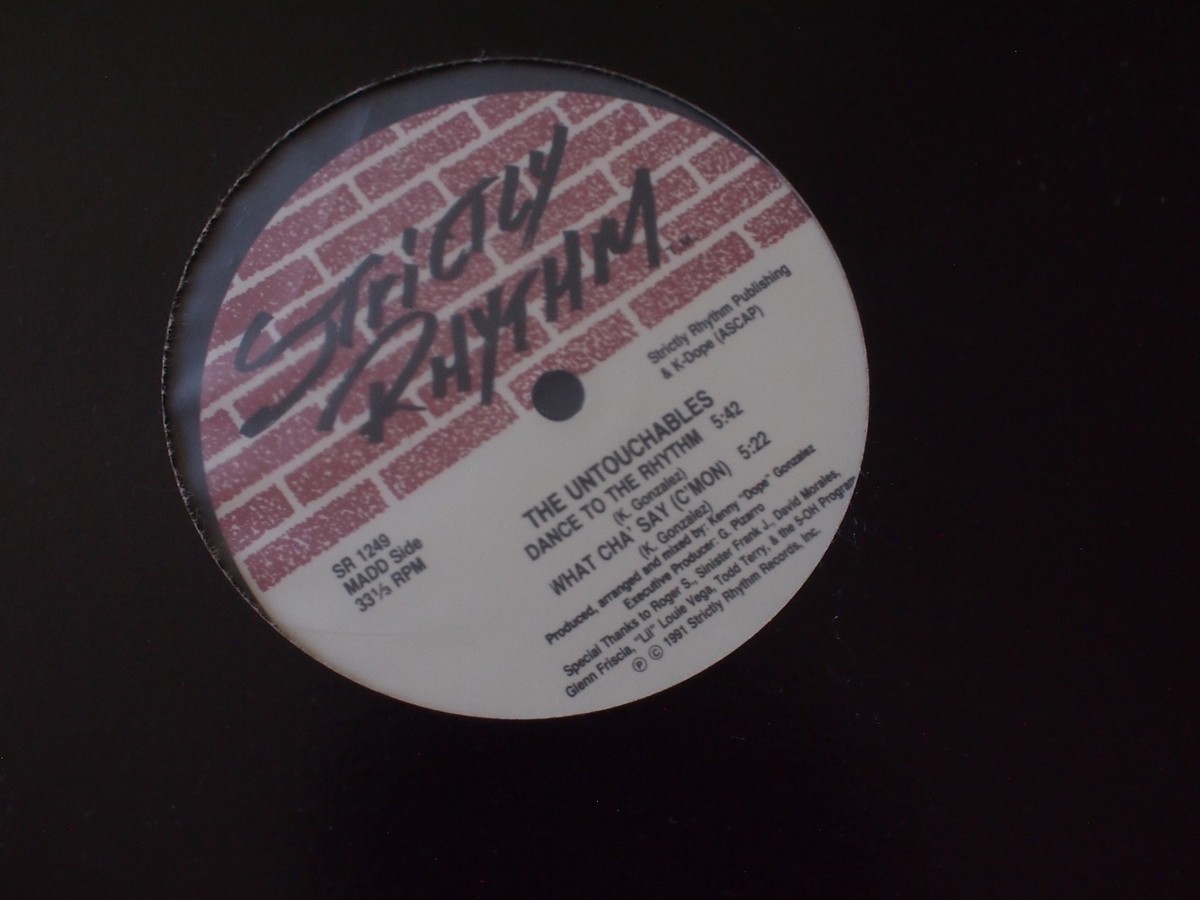 STRICTLY
RHYTHM T.M.
Strictly Rhythm Publishing
& K-Dope (ASCAP)
SR 1249
MADD Side
33⅓ RPM
THE UNTOUCHABLES
DANCE TO THE RHYTHM 5:42
(K. Gonzalez)
WHAT CHA' SAY (C'MON) 5:22
(K. Gonzalez)
Produced, arranged and mixed by: Kenny "Dope" Gonzalez
Executive Producer: G. Pizarro
Special Thanks to Roger S., Sinister Frank J., David Morales,
Glenn Friscia, "Lil" Louie Vega, Todd Terry, & the 5-OH Program
Ⓟ © 1991 Strictly Rhythm Records, Inc.